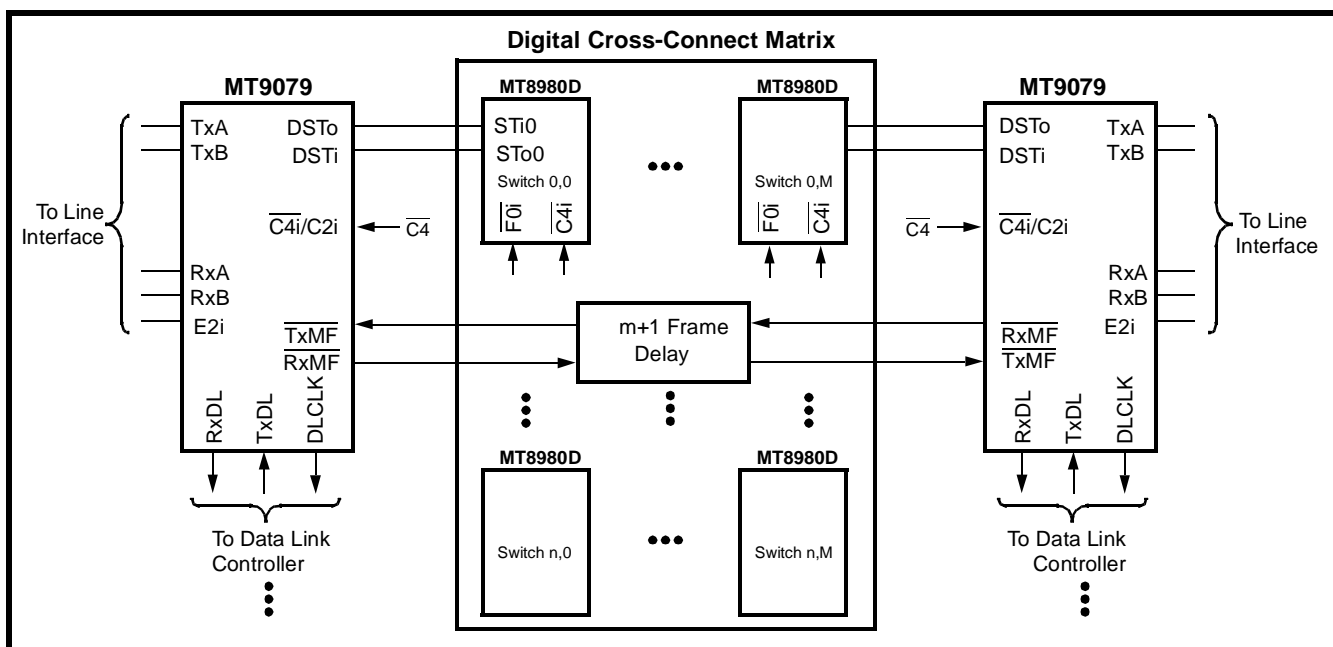 Digital Cross-Connect Matrix
MT9079
TxA
TxB
DSTo
DSTi
C4i/C2i
C4
RxA
RxB
E2i
TxMF
RxMF
RxDL
TxDL
DLCLK
To Line
Interface
To Data Link
Controller
MT8980D
STi0
STo0
Switch 0,0
F0i
C4i
MT8980D
Switch 0,M
F0i
C4i
m+1 Frame
Delay
MT8980D
Switch n,0
MT8980D
Switch n,M
MT9079
DSTo
DSTi
TxA
TxB
C4
C4i/C2i
RxA
RxB
E2i
RxMF
TxMF
RxDL
TxDL
DLCLK
To Line
Interface
To Data Link
Controller